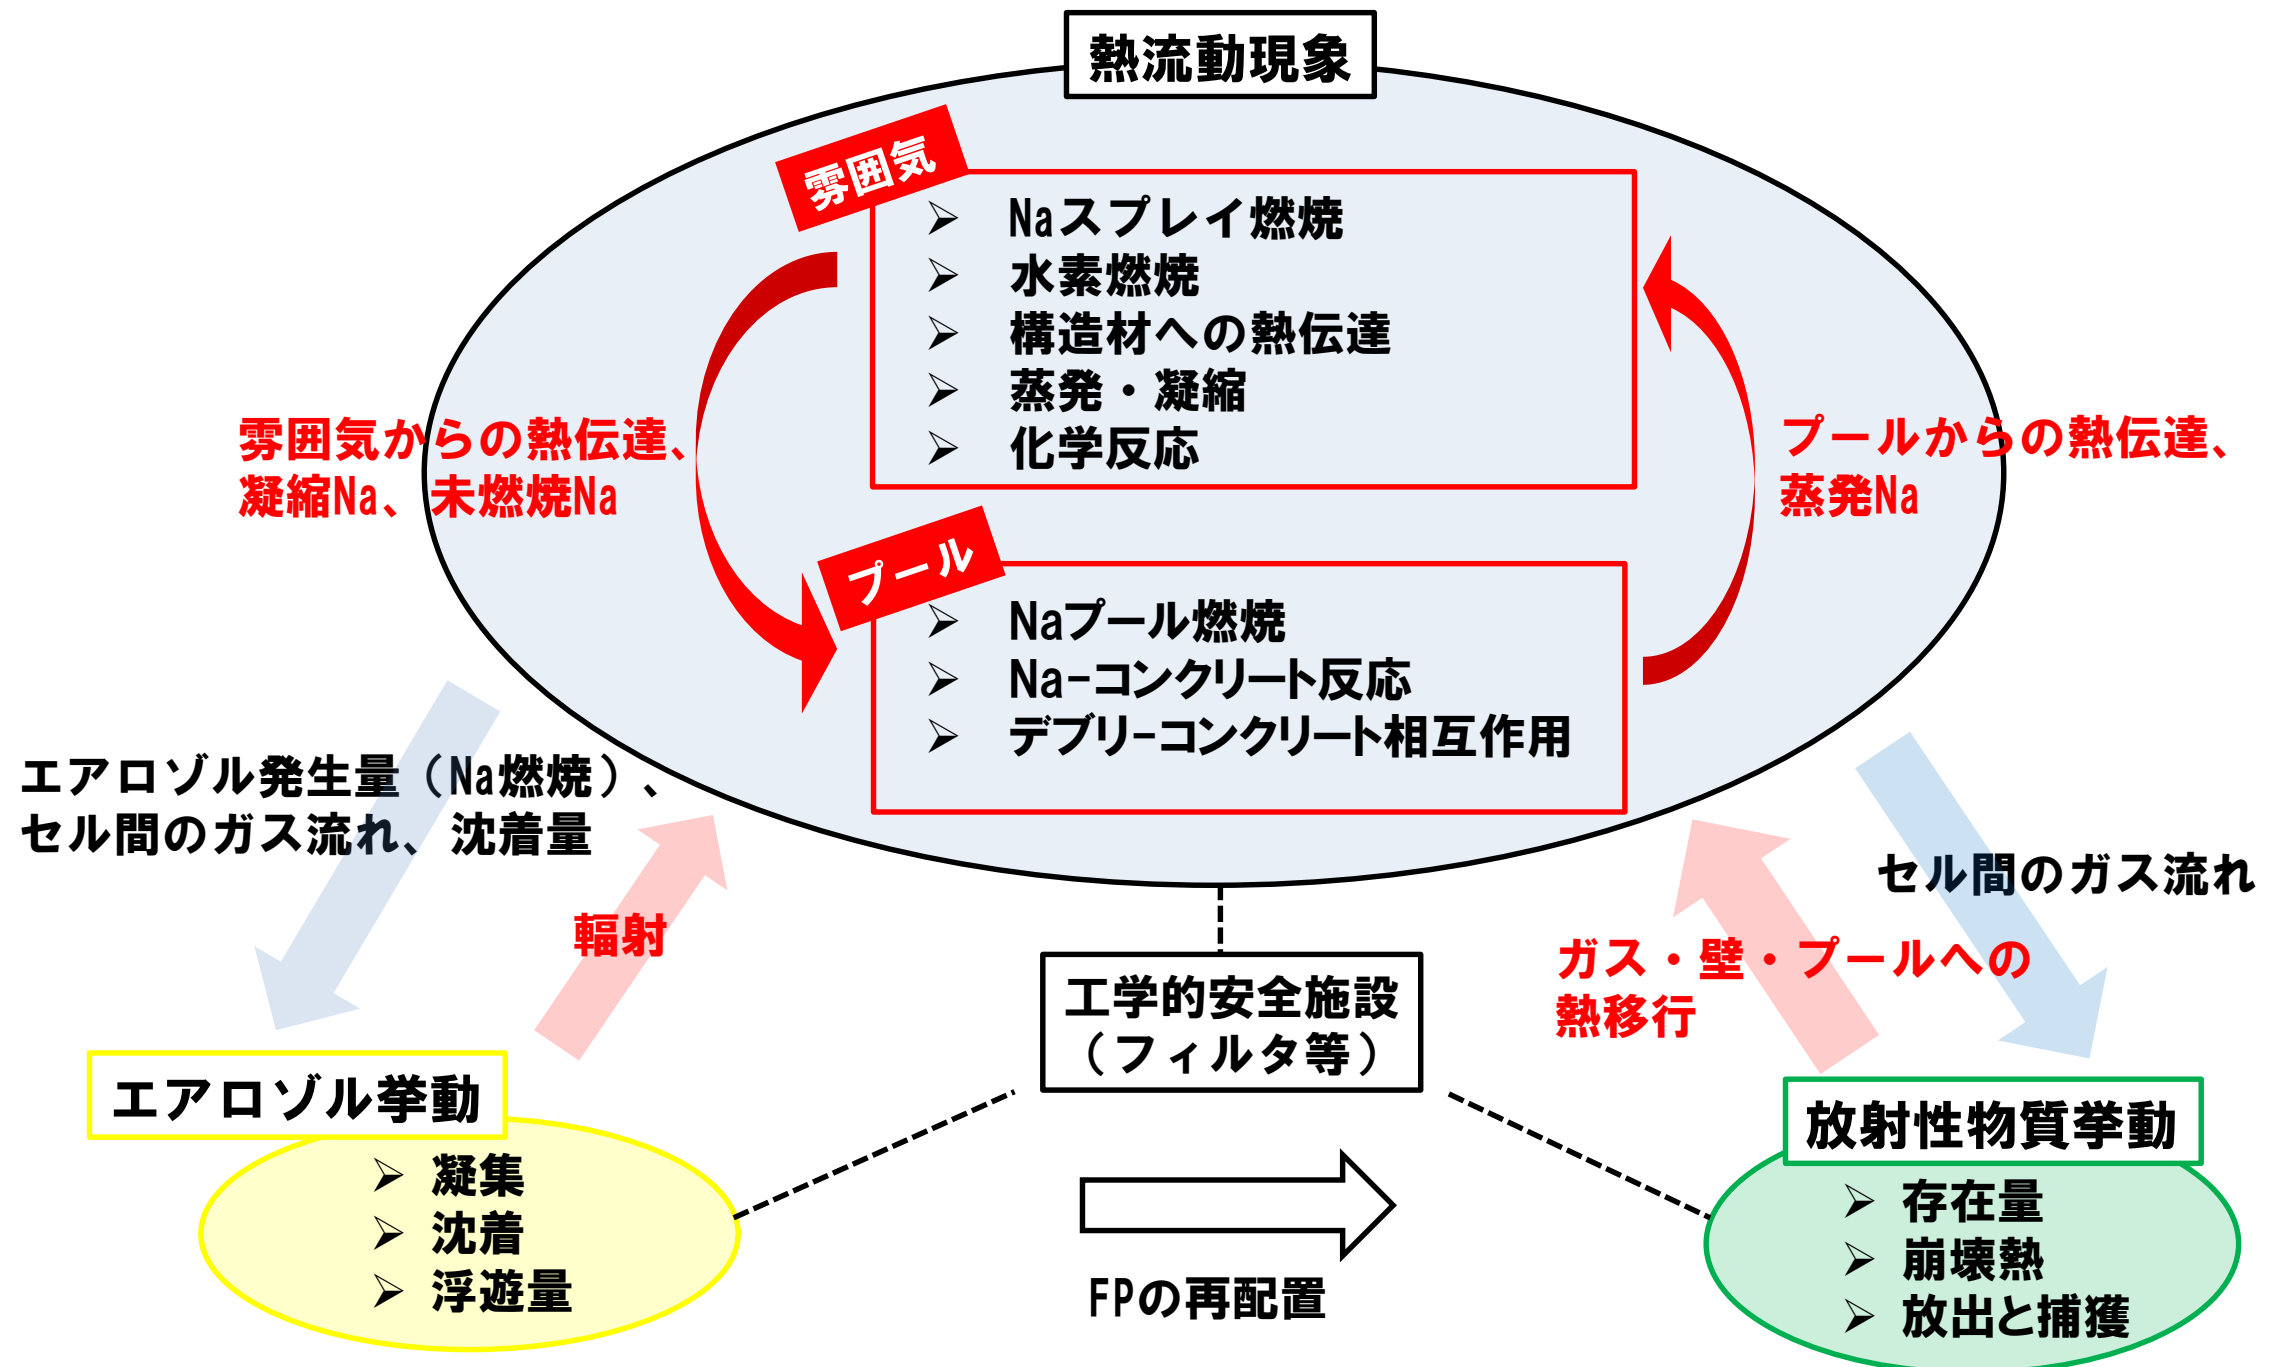 熱流動現象
雰囲気
➢ Naスプレイ燃焼
➢ 水素燃焼
➢ 構造材への熱伝達
➢ 蒸発・凝縮
➢ 化学反応
雰囲気からの熱伝達、
凝縮Na、未燃焼Na
プールからの熱伝達、
蒸発Na
プール
➢ Naプール燃焼
➢ Na-コンクリート反応
➢ デブリ-コンクリート相互作用
エアロゾル発生量（Na燃焼）、
セル間のガス流れ、沈着量
輻射
セル間のガス流れ
ガス・壁・プールへの
熱移行
工学的安全施設
（フィルタ等）
エアロゾル挙動
➢ 凝集
➢ 沈着
➢ 浮遊量
FPの再配置
放射性物質挙動
➢ 存在量
➢ 崩壊熱
➢ 放出と捕獲